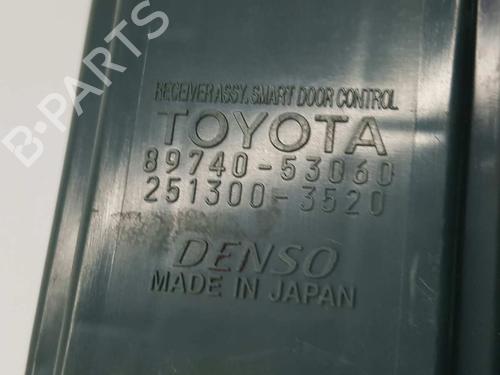 B-PARTS
RECEIVER ASSY, SMART DOOR CONTROL
TOYOTA
89740-53060
251300-3520
DENSO
MADE IN JAPAN